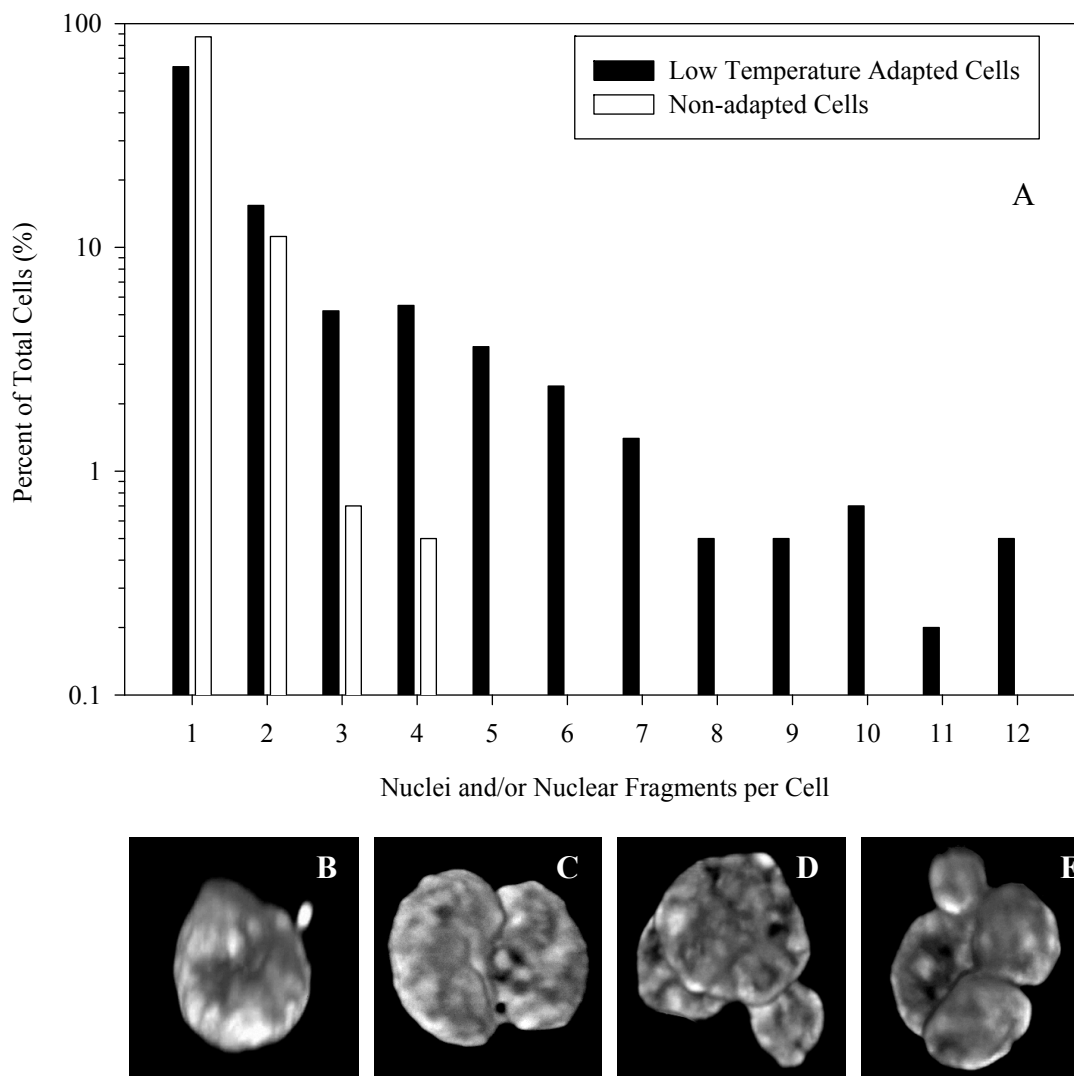 100
10
1
0.1
Percent of Total Cells (%)
Low Temperature Adapted Cells
Non-adapted Cells
A
1 2 3 4 5 6 7 8 9 10 11 12
Nuclei and/or Nuclear Fragments per Cell
B C D E